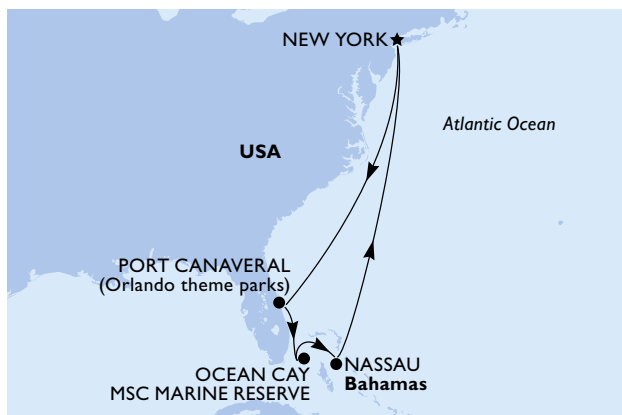 NEW YORK
Atlantic Ocean
USA
PORT CANAVERAL
(Orlando theme parks)
OCEAN CAY
MSC MARINE RESERVE
NASSAU
Bahamas